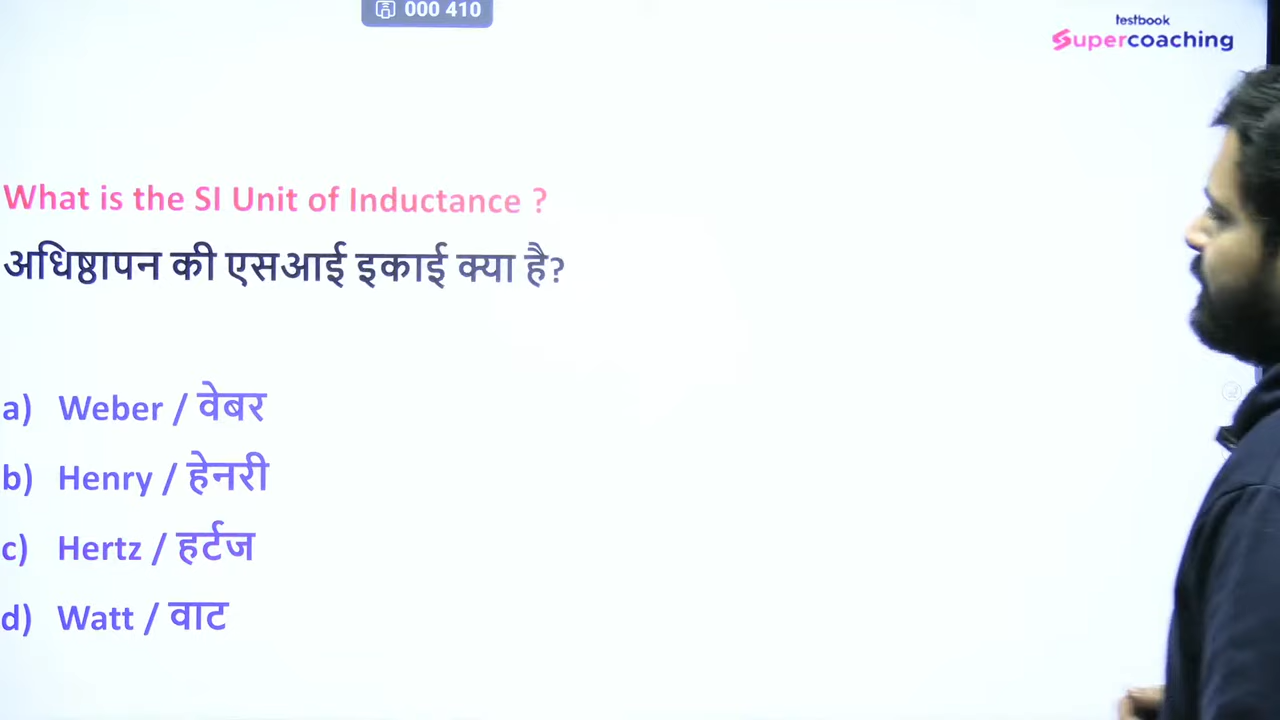 000 410
testbook
Supercoaching
What is the SI Unit of Inductance ?
अधिष्ठापन की एसआई इकाई क्या है?
a) Weber / वेबर
b) Henry / हेनरी
c) Hertz / हर्टज
d) Watt / वाट